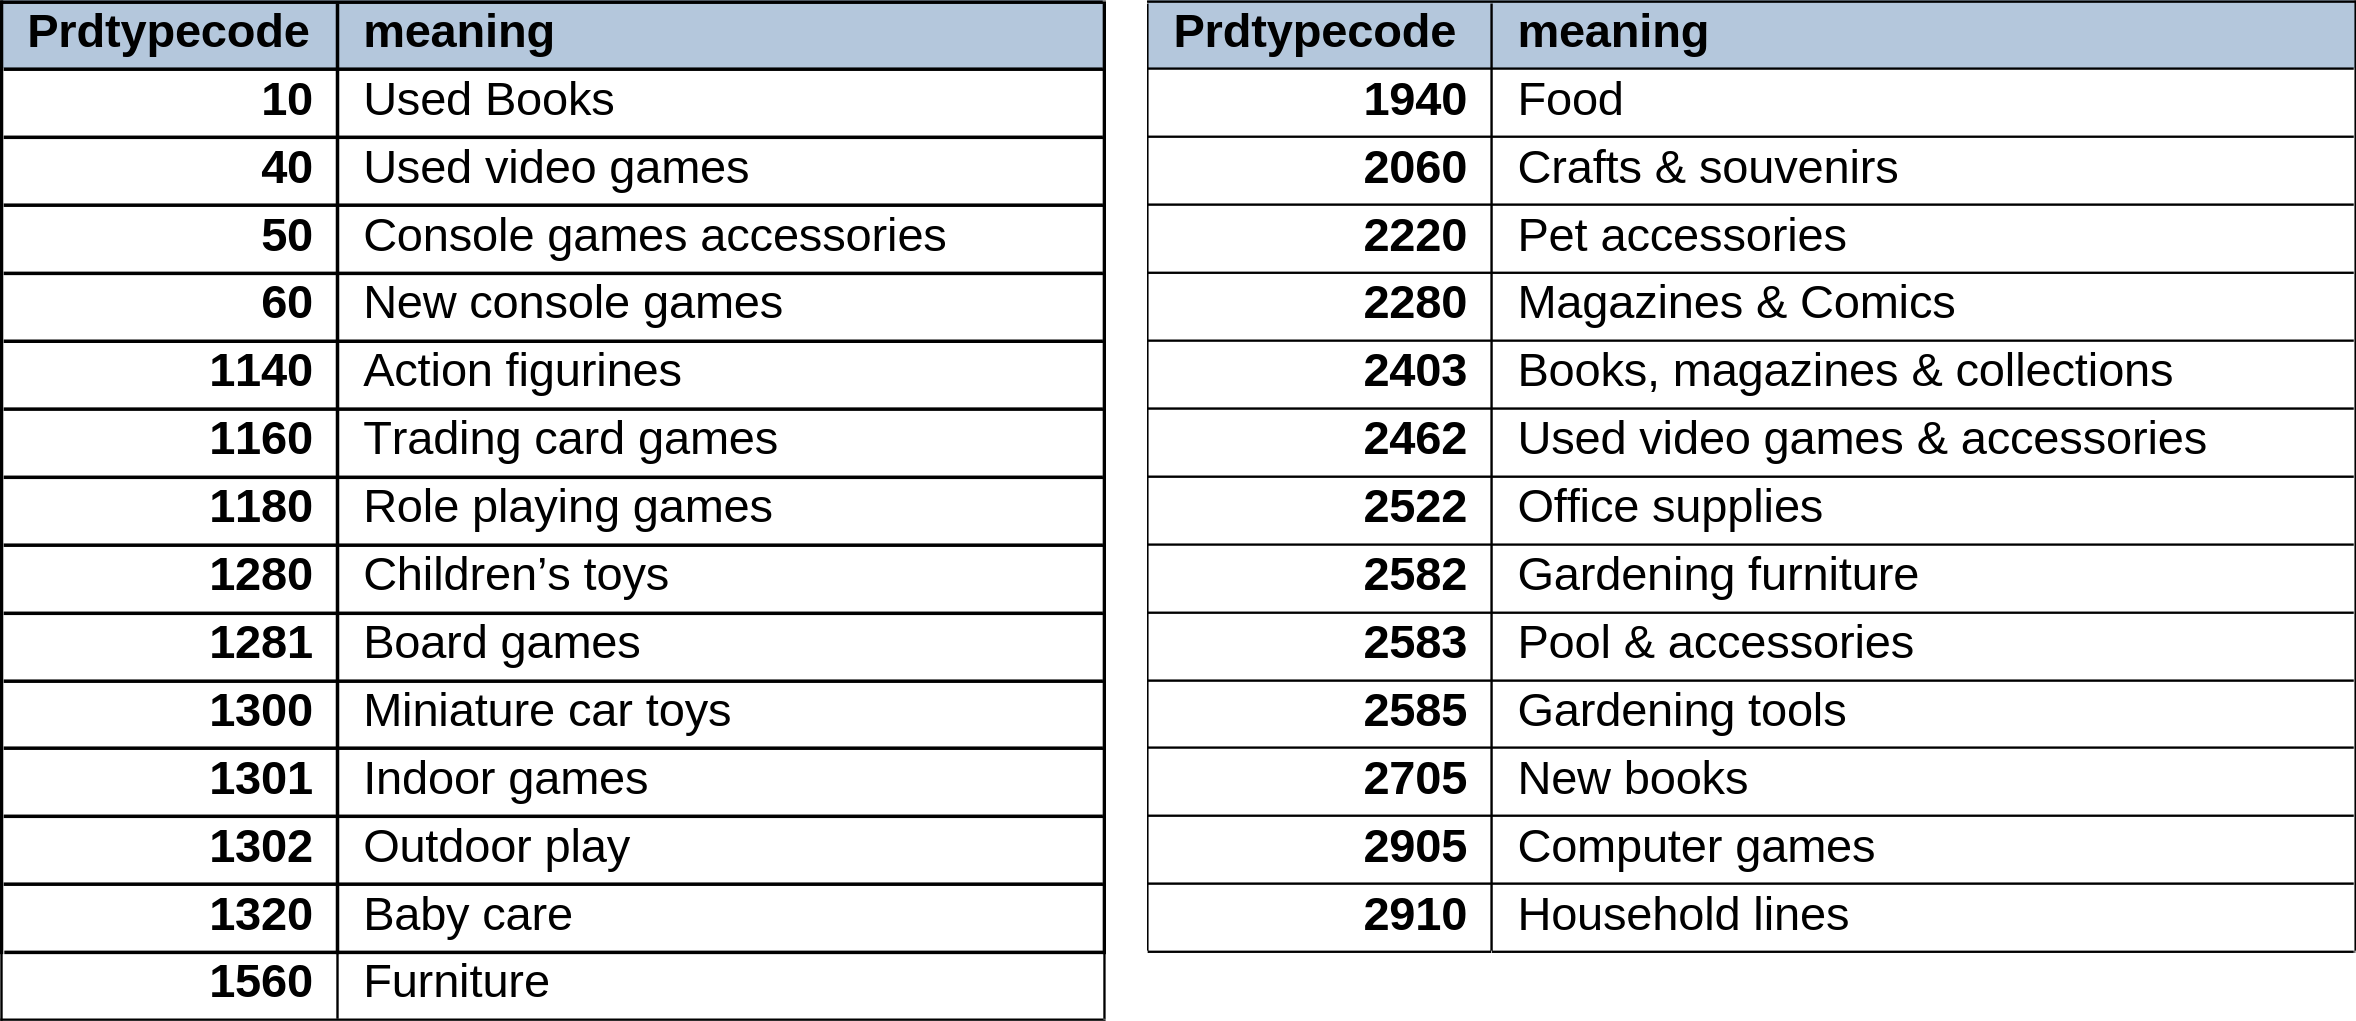 Prdtypecode meaning
10 Used Books
40 Used video games
50 Console games accessories
60 New console games
1140 Action figurines
1160 Trading card games
1180 Role playing games
1280 Children’s toys
1281 Board games
1300 Miniature car toys
1301 Indoor games
1302 Outdoor play
1320 Baby care
1560 Furniture
Prdtypecode meaning
1940 Food
2060 Crafts & souvenirs
2220 Pet accessories
2280 Magazines & Comics
2403 Books, magazines & collections
2462 Used video games & accessories
2522 Office supplies
2582 Gardening furniture
2583 Pool & accessories
2585 Gardening tools
2705 New books
2905 Computer games
2910 Household lines